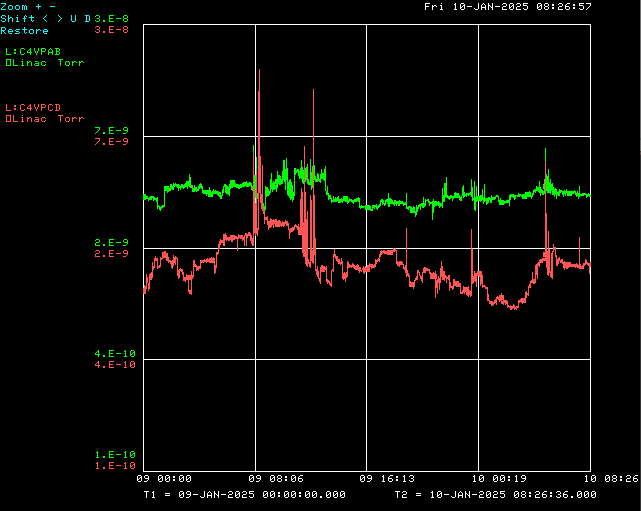 Zoom + -
Fri 10-JAN-2025 08:26:57
Shift < > U D
Restore
3.E-8
3.E-8
L:C4VPAB
Linac Torr
L:C4VPCD
Linac Torr
7.E-9
7.E-9
2.E-9
2.E-9
4.E-10
4.E-10
1.E-10
1.E-10
09 00:00 09 08:06 09 16:13 10 00:19 10 08:26
T1 = 09-JAN-2025 00:00:00.000 T2 = 10-JAN-2025 08:26:36.000